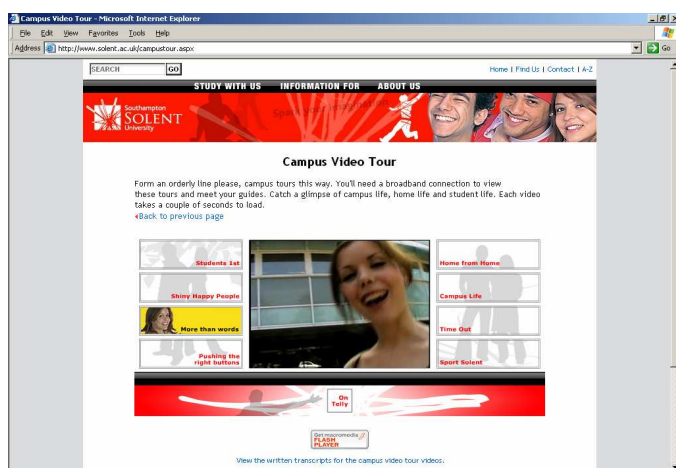 Campus Video Tour - Microsoft Internet Explorer
File Edit View Favorites Tools Help
Address http://www.solent.ac.uk/campustour.aspx Go
SEARCH GO Home | Find Us | Contact | A-Z
STUDY WITH US INFORMATION FOR ABOUT US
Southampton
SOLENT
University
Spark your imagination
Campus Video Tour
Form an orderly line please, campus tours this way. You'll need a broadband connection to view
these tours and meet your guides. Catch a glimpse of campus life, home life and student life. Each video
takes a couple of seconds to load.
Back to previous page
Students 1st
Shiny Happy People
More than words
Pushing the
right buttons
Home from Home
Campus Life
Time Out
Sport Solent
On
Telly
Get macromedia
FLASH
PLAYER
View the written transcripts for the campus video tour videos.